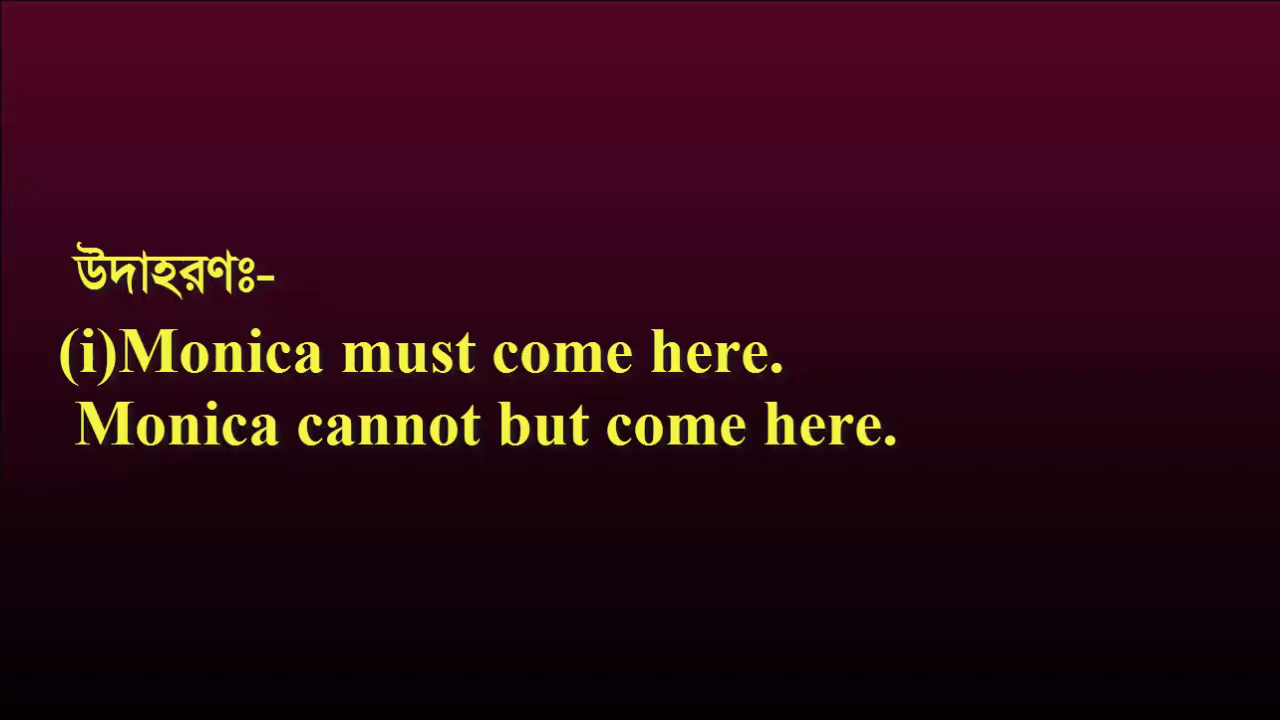 উদাহরণঃ-
(i)Monica must come here.
Monica cannot but come here.